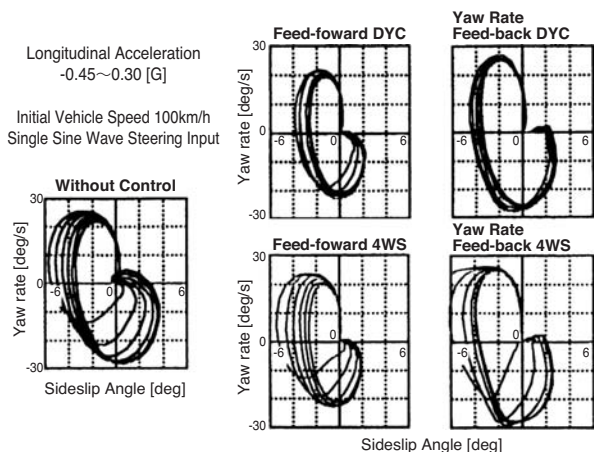 Longitudinal Acceleration
-0.45～0.30 [G]
Initial Vehicle Speed 100km/h
Single Sine Wave Steering Input
Without Control
30
Yaw rate [deg/s]
0
-6
0
6
-30
Sideslip Angle [deg]
Feed-foward DYC
30
Yaw rate [deg/s]
0
-6
0
6
-30
Yaw Rate
Feed-back DYC
-6
0
6
Feed-foward 4WS
30
Yaw rate [deg/s]
0
-6
0
6
-30
Yaw Rate
Feed-back 4WS
-6
0
6
Sideslip Angle [deg]